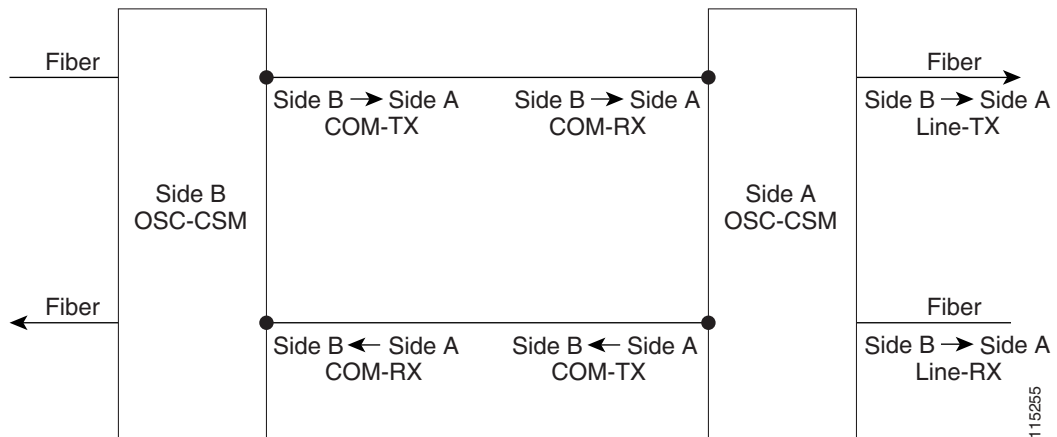 Fiber
Fiber
Side B → Side A
COM-TX
Side B → Side A
COM-RX
Side B → Side A
Line-TX
Side B
OSC-CSM
Side A
OSC-CSM
Fiber
Fiber
Side B ← Side A
COM-RX
Side B ← Side A
COM-TX
Side B → Side A
Line-RX
115255